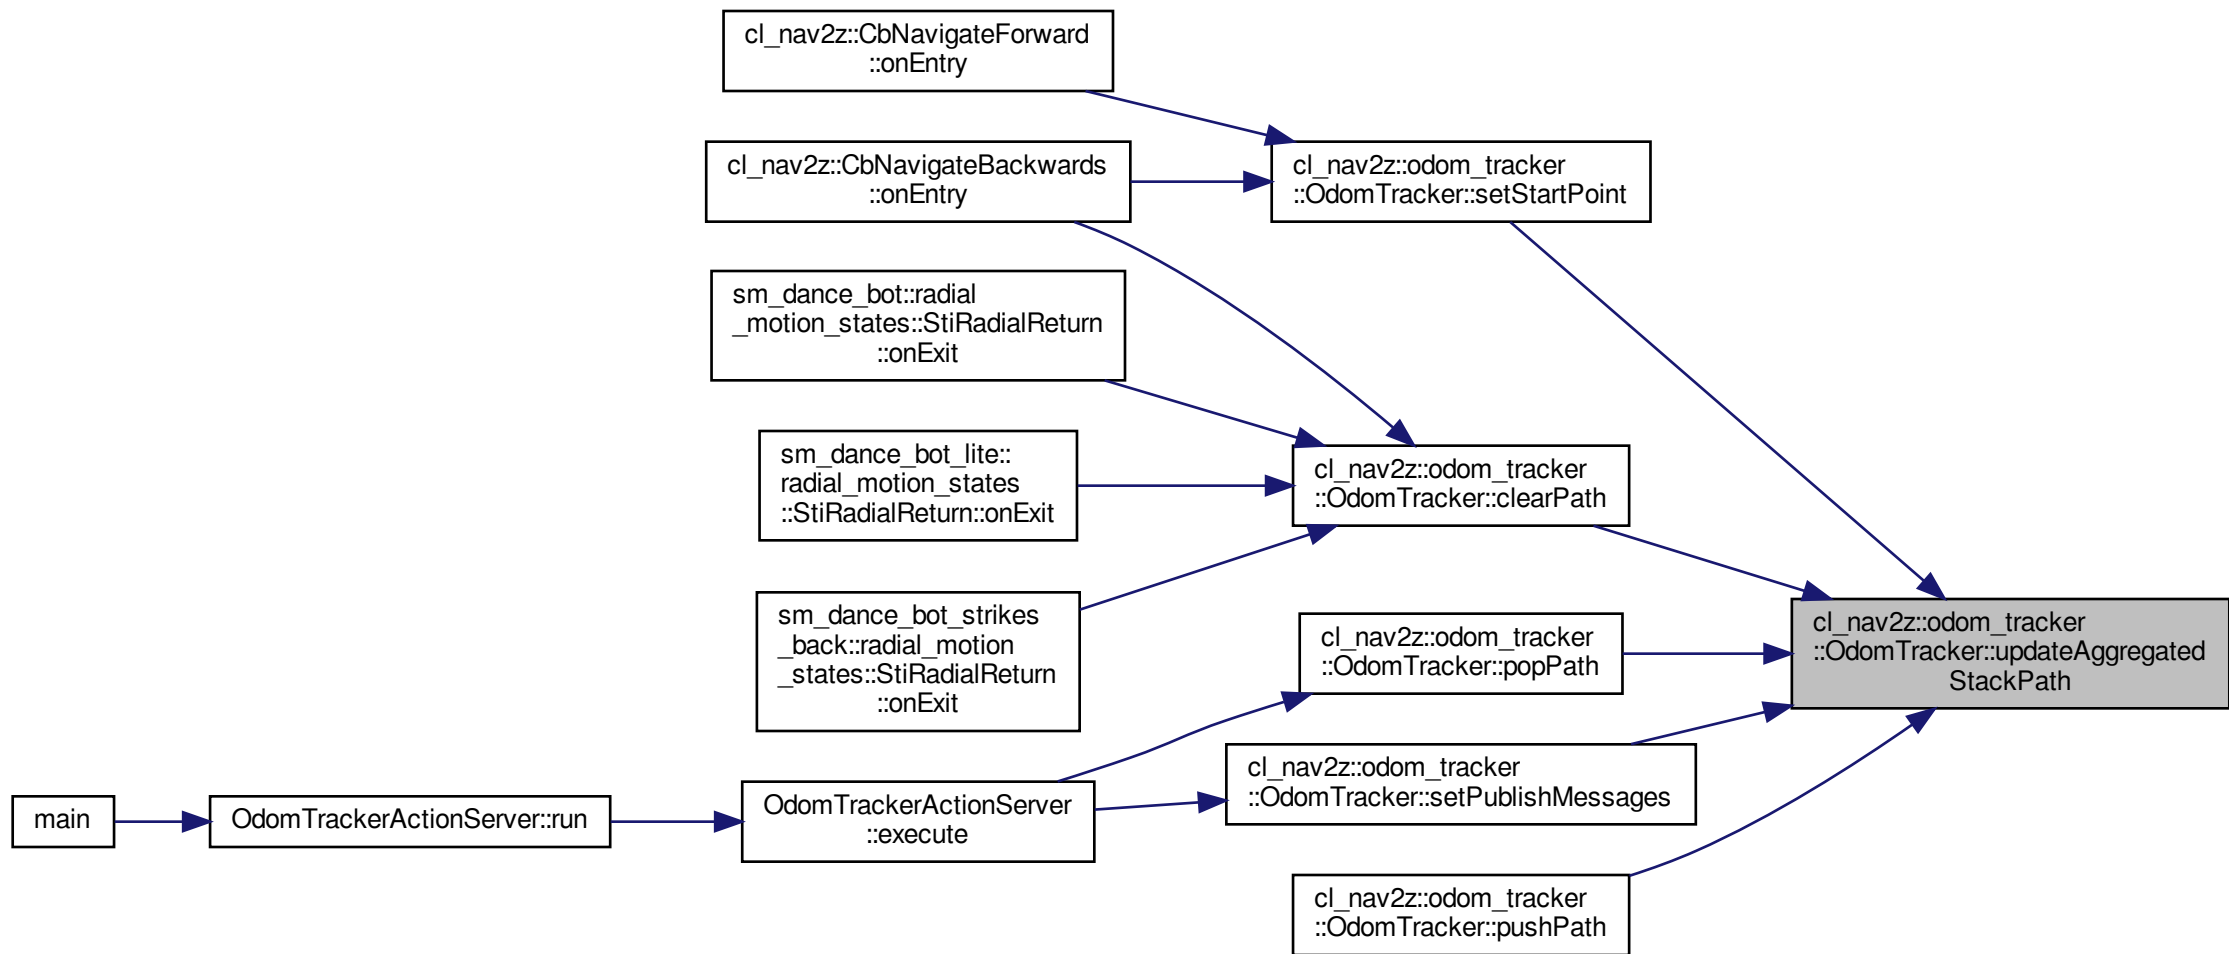 cl_nav2z::CbNavigateForward
::onEntry
cl_nav2z::CbNavigateBackwards
::onEntry
cl_nav2z::odom_tracker
::OdomTracker::setStartPoint
sm_dance_bot::radial
_motion_states::StiRadialReturn
::onExit
sm_dance_bot_lite::
radial_motion_states
::StiRadialReturn::onExit
cl_nav2z::odom_tracker
::OdomTracker::clearPath
sm_dance_bot_strikes
_back::radial_motion
_states::StiRadialReturn
::onExit
cl_nav2z::odom_tracker
::OdomTracker::popPath
cl_nav2z::odom_tracker
::OdomTracker::updateAggregated
StackPath
main
OdomTrackerActionServer::run
OdomTrackerActionServer
::execute
cl_nav2z::odom_tracker
::OdomTracker::setPublishMessages
cl_nav2z::odom_tracker
::OdomTracker::pushPath